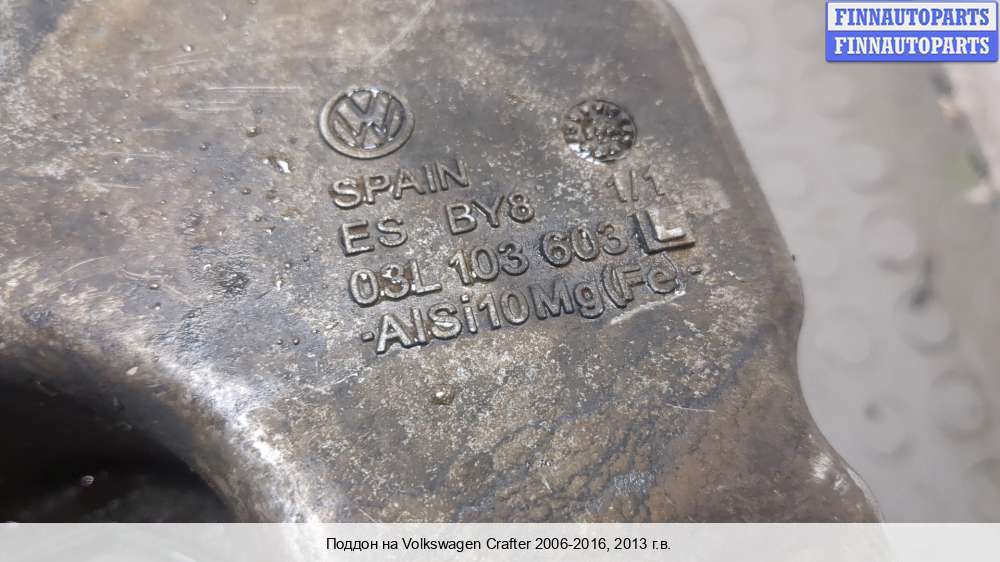 FINNAUTOPARTS
FINNAUTOPARTS
SPAIN
ES BY8 1/1
03L 103 603 L
-AlSi10Mg(Fe)-
Поддон на Volkswagen Crafter 2006-2016, 2013 г.в.